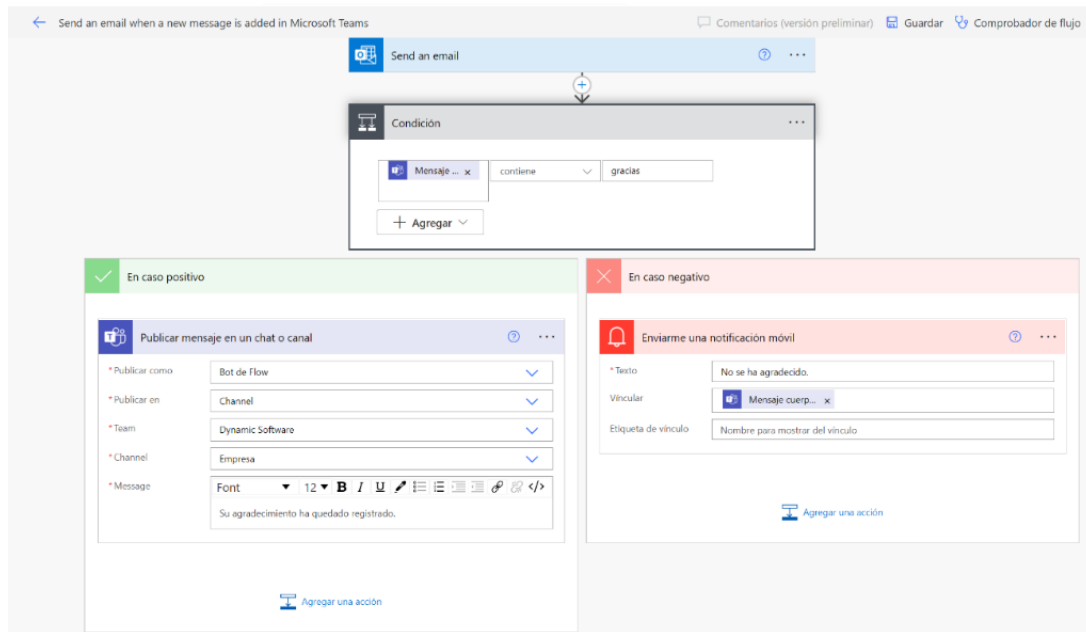 Send an email when a new message is added in Microsoft Teams
Comentarios (versión preliminar) Guardar Comprobador de flujo
Send an email
Condición
Mensaje ... x contiene gracias
+ Agregar
En caso positivo
Publicar mensaje en un chat o canal
*Publicar como Bot de Flow
*Publicar en Channel
*Team Dynamic Software
*Channel Empresa
*Message Font 12 B I U </>
Su agradecimiento ha quedado registrado.
Agregar una acción
En caso negativo
Enviarme una notificación móvil
*Texto No se ha agradecido.
Víncular Mensaje cuerp... x
Etiqueta de vínculo Nombre para mostrar del vínculo
Agregar una acción